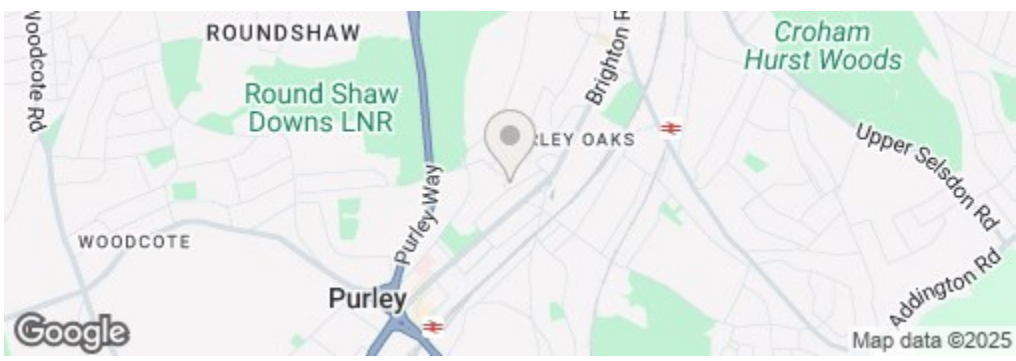 Woodcote Rd
ROUNDSHAW
Round Shaw
Downs LNR
Purley Way
Brighton R
Croham
Hurst Woods
RLEY OAKS
Upper Selsdon Rd
WOODCOTE
Purley
Addington Rd
Google
Map data ©2025